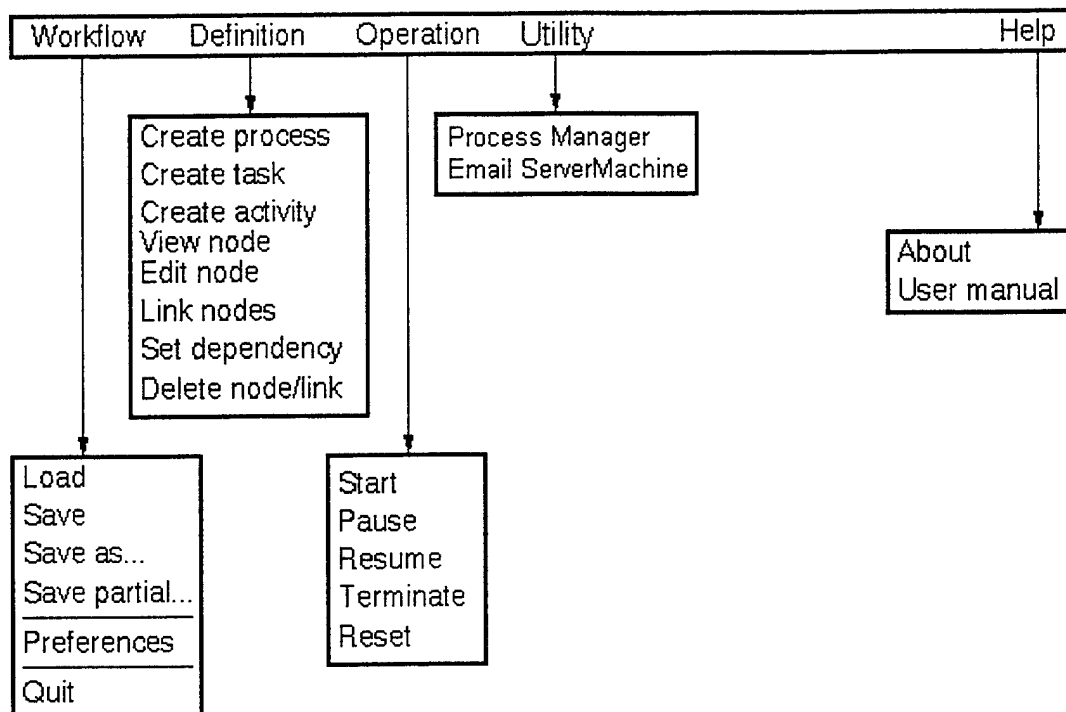 Workflow Definition Operation Utility Help
Create process
Create task
Create activity
View node
Edit node
Link nodes
Set dependency
Delete node/link
Process Manager
Email ServerMachine
About
User manual
Load
Save
Save as...
Save partial...
Preferences
Quit
Start
Pause
Resume
Terminate
Reset